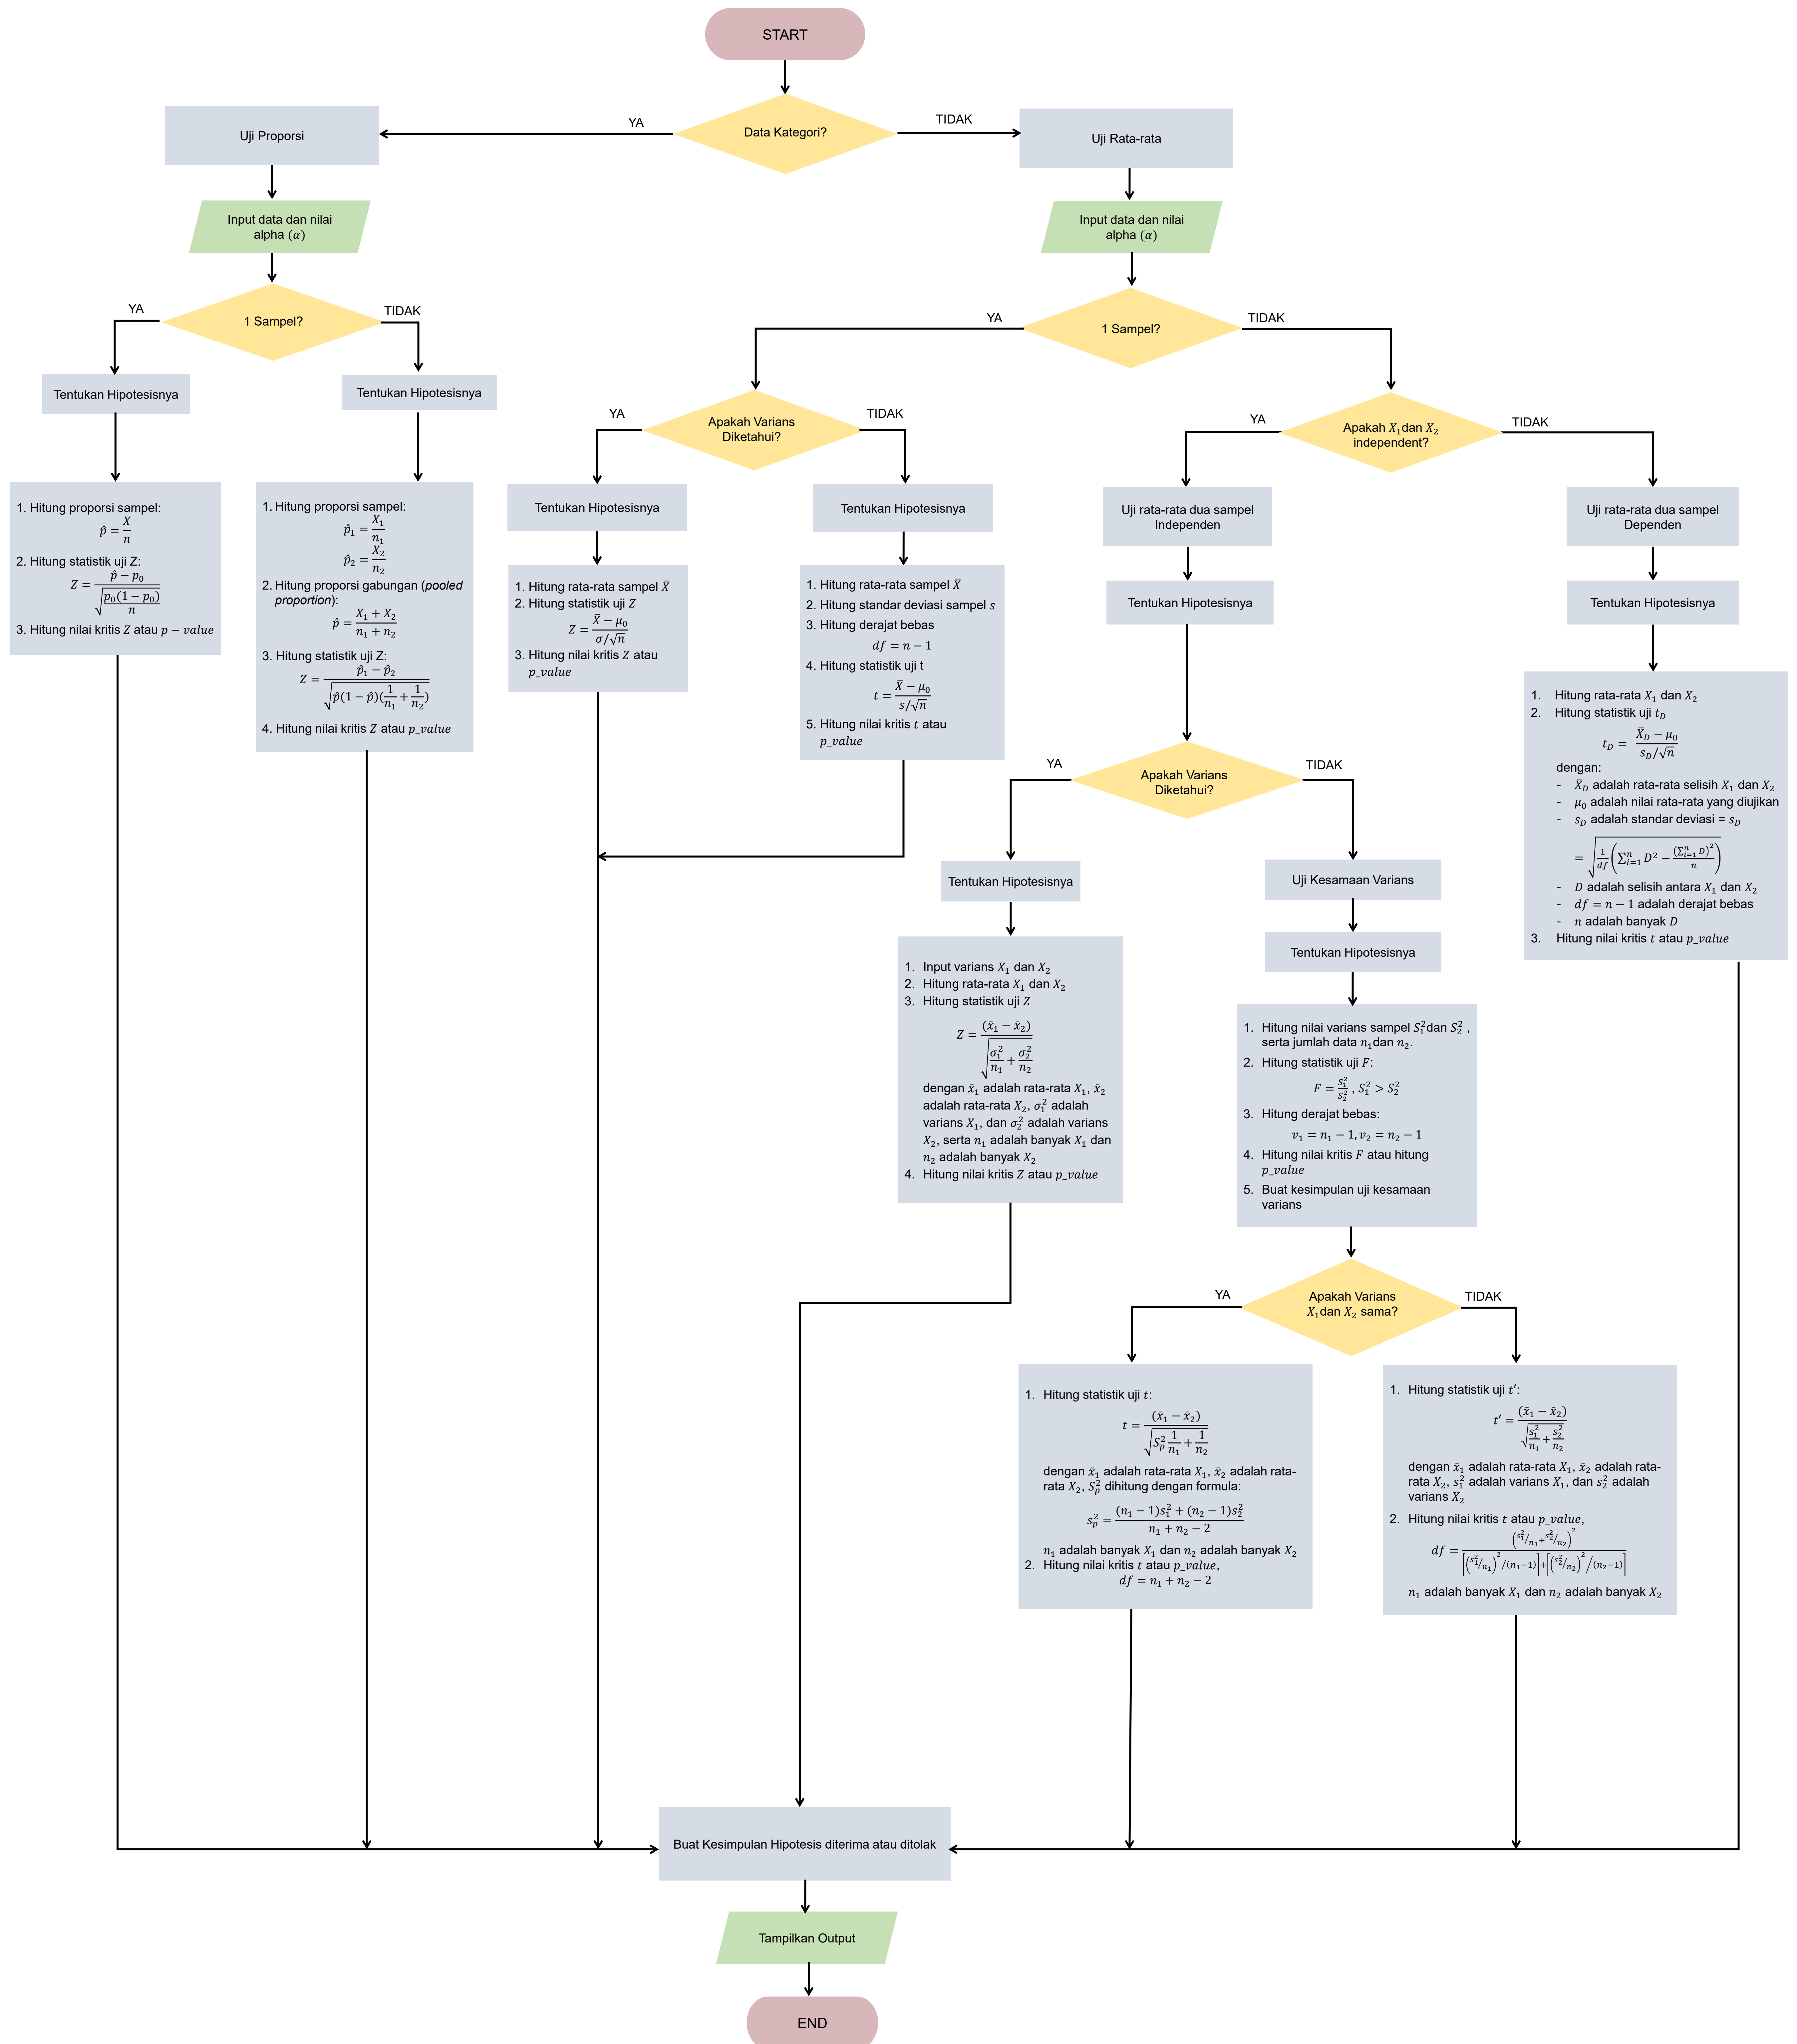 START
Data Kategori?
YA
TIDAK
Uji Proporsi
Uji Rata-rata
Input data dan nilai
alpha (α)
Input data dan nilai
alpha (α)
1 Sampel?
YA
TIDAK
1 Sampel?
YA
TIDAK
Tentukan Hipotesisnya
Tentukan Hipotesisnya
Apakah Varians
Diketahui?
YA
TIDAK
Apakah X₁dan X₂
independent?
YA
TIDAK
1. Hitung proporsi sampel:
p̂ = X/n
2. Hitung statistik uji Z:
Z = (p̂ − p₀)/√(p₀(1 − p₀)/n)
3. Hitung nilai kritis Z atau p − value
1. Hitung proporsi sampel:
p̂₁ = X₁/n₁
p̂₂ = X₂/n₂
2. Hitung proporsi gabungan (pooled
proportion):
p̂ = (X₁ + X₂)/(n₁ + n₂)
3. Hitung statistik uji Z:
Z = (p̂₁ − p̂₂)/√(p̂(1 − p̂)(1/n₁ + 1/n₂))
4. Hitung nilai kritis Z atau p_value
Tentukan Hipotesisnya
Tentukan Hipotesisnya
1. Hitung rata-rata sampel X̄
2. Hitung statistik uji Z
Z = (X̄ − μ₀)/(σ/√n)
3. Hitung nilai kritis Z atau
p_value
1. Hitung rata-rata sampel X̄
2. Hitung standar deviasi sampel s
3. Hitung derajat bebas
df = n − 1
4. Hitung statistik uji t
t = (X̄ − μ₀)/(s/√n)
5. Hitung nilai kritis t atau
p_value
Uji rata-rata dua sampel
Independen
Uji rata-rata dua sampel
Dependen
Tentukan Hipotesisnya
Tentukan Hipotesisnya
1. Hitung rata-rata X₁ dan X₂
2. Hitung statistik uji t_D
t_D = (X̄_D − μ₀)/(s_D/√n)
dengan:
- X̄_D adalah rata-rata selisih X₁ dan X₂
- μ₀ adalah nilai rata-rata yang diujikan
- s_D adalah standar deviasi = s_D
= √(1/df (∑ᵢ₌₁ⁿ D² − (∑ᵢ₌₁ⁿ D)²/n))
- D adalah selisih antara X₁ dan X₂
- df = n − 1 adalah derajat bebas
- n adalah banyak D
3. Hitung nilai kritis t atau p_value
Apakah Varians
Diketahui?
YA
TIDAK
Tentukan Hipotesisnya
Uji Kesamaan Varians
Tentukan Hipotesisnya
1. Input varians X₁ dan X₂
2. Hitung rata-rata X₁ dan X₂
3. Hitung statistik uji Z
Z = (x̄₁ − x̄₂)/√(σ₁²/n₁ + σ₂²/n₂)
dengan x̄₁ adalah rata-rata X₁, x̄₂
adalah rata-rata X₂, σ₁² adalah
varians X₁, dan σ₂² adalah varians
X₂, serta n₁ adalah banyak X₁ dan
n₂ adalah banyak X₂
4. Hitung nilai kritis Z atau p_value
1. Hitung nilai varians sampel S₁²dan S₂² ,
serta jumlah data n₁dan n₂.
2. Hitung statistik uji F:
F = S₁²/S₂² , S₁² > S₂²
3. Hitung derajat bebas:
v₁ = n₁ − 1, v₂ = n₂ − 1
4. Hitung nilai kritis F atau hitung
p_value
5. Buat kesimpulan uji kesamaan
varians
Apakah Varians
X₁dan X₂ sama?
YA
TIDAK
1. Hitung statistik uji t:
t = (x̄₁ − x̄₂)/√(S_p² 1/n₁ + 1/n₂)
dengan x̄₁ adalah rata-rata X₁, x̄₂ adalah rata-
rata X₂, S_p² dihitung dengan formula:
s_p² = ((n₁ − 1)s₁² + (n₂ − 1)s₂²)/(n₁ + n₂ − 2)
n₁ adalah banyak X₁ dan n₂ adalah banyak X₂
2. Hitung nilai kritis t atau p_value,
df = n₁ + n₂ − 2
1. Hitung statistik uji t′:
t′ = (x̄₁ − x̄₂)/√(s₁²/n₁ + s₂²/n₂)
dengan x̄₁ adalah rata-rata X₁, x̄₂ adalah rata-
rata X₂, s₁² adalah varians X₁, dan s₂² adalah
varians X₂
2. Hitung nilai kritis t atau p_value,
df = (s₁²/n₁+s₂²/n₂)²/([(s₁²/n₁)²/(n₁−1)]+[(s₂²/n₂)²/(n₂−1)])
n₁ adalah banyak X₁ dan n₂ adalah banyak X₂
Buat Kesimpulan Hipotesis diterima atau ditolak
Tampilkan Output
END